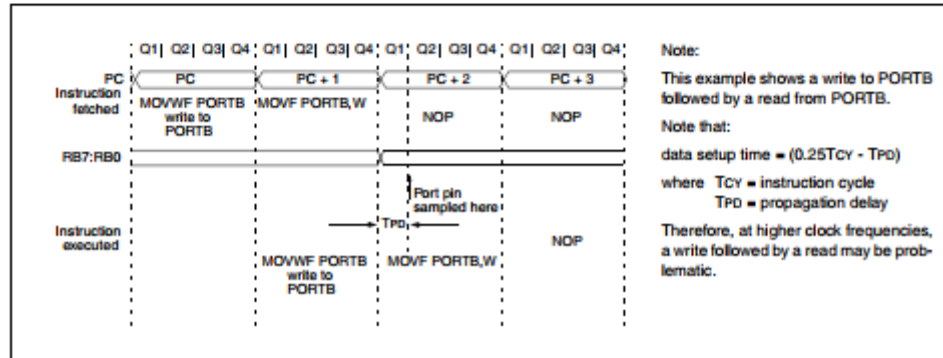 Q1| Q2| Q3| Q4 Q1| Q2| Q3| Q4 Q1| Q2| Q3| Q4 Q1| Q2| Q3| Q4
PC PC PC + 1 PC + 2 PC + 3
Instruction
fetched
MOVWF PORTB
write to
PORTB
MOVF PORTB,W
NOP
NOP
RB7:RB0
Port pin
sampled here
TPD
Instruction
executed
MOVWF PORTB
write to
PORTB
MOVF PORTB,W
NOP
Note:
This example shows a write to PORTB
followed by a read from PORTB.
Note that:
data setup time = (0.25TCY - TPD)
where TCY = instruction cycle
TPD = propagation delay
Therefore, at higher clock frequencies,
a write followed by a read may be prob-
lematic.